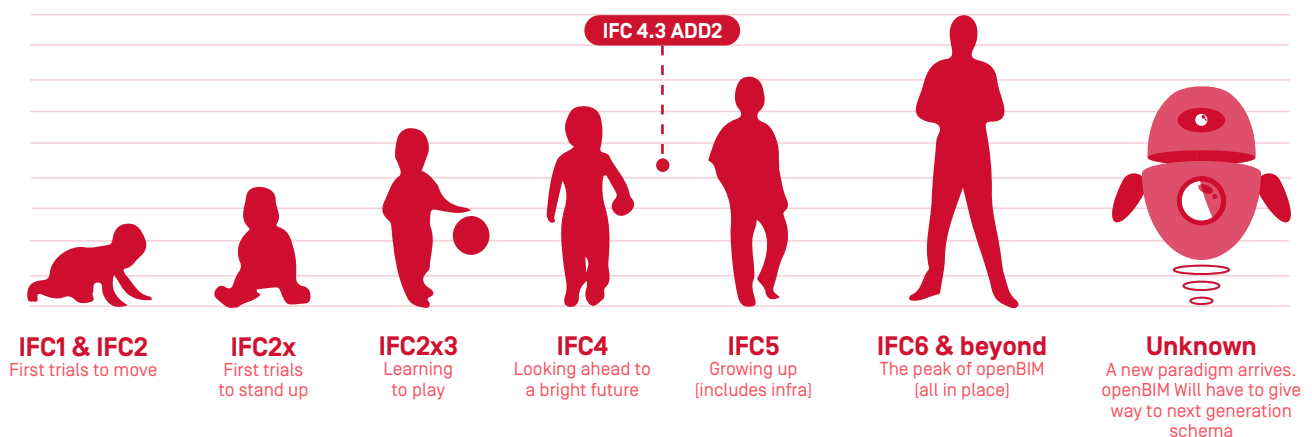 IFC 4.3 ADD2
IFC1 & IFC2
First trials to move
IFC2x
First trials
to stand up
IFC2x3
Learning
to play
IFC4
Looking ahead to
a bright future
IFC5
Growing up
(includes infra)
IFC6 & beyond
The peak of openBIM
(all in place)
Unknown
A new paradigm arrives.
openBIM Will have to give
way to next generation
schema